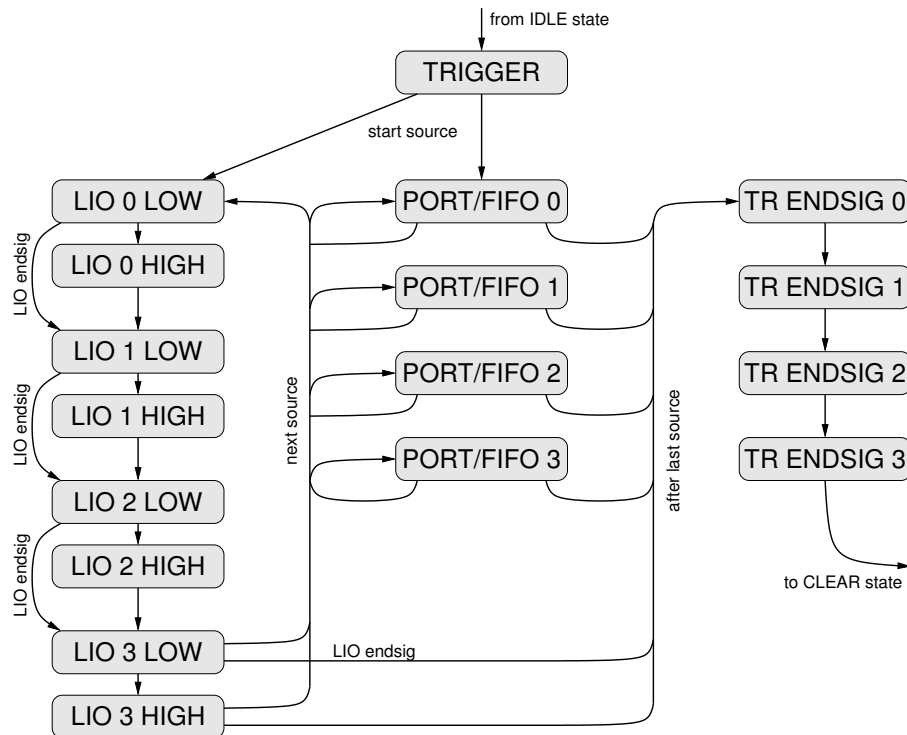 from IDLE state
TRIGGER
start source
LIO 0 LOW
PORT/FIFO 0
TR ENDSIG 0
LIO endsig
LIO 0 HIGH
PORT/FIFO 1
TR ENDSIG 1
LIO 1 LOW
PORT/FIFO 2
TR ENDSIG 2
LIO endsig
LIO 1 HIGH
next source
after last source
PORT/FIFO 3
TR ENDSIG 3
LIO 2 LOW
LIO endsig
LIO 2 HIGH
to CLEAR state
LIO 3 LOW
LIO endsig
LIO 3 HIGH